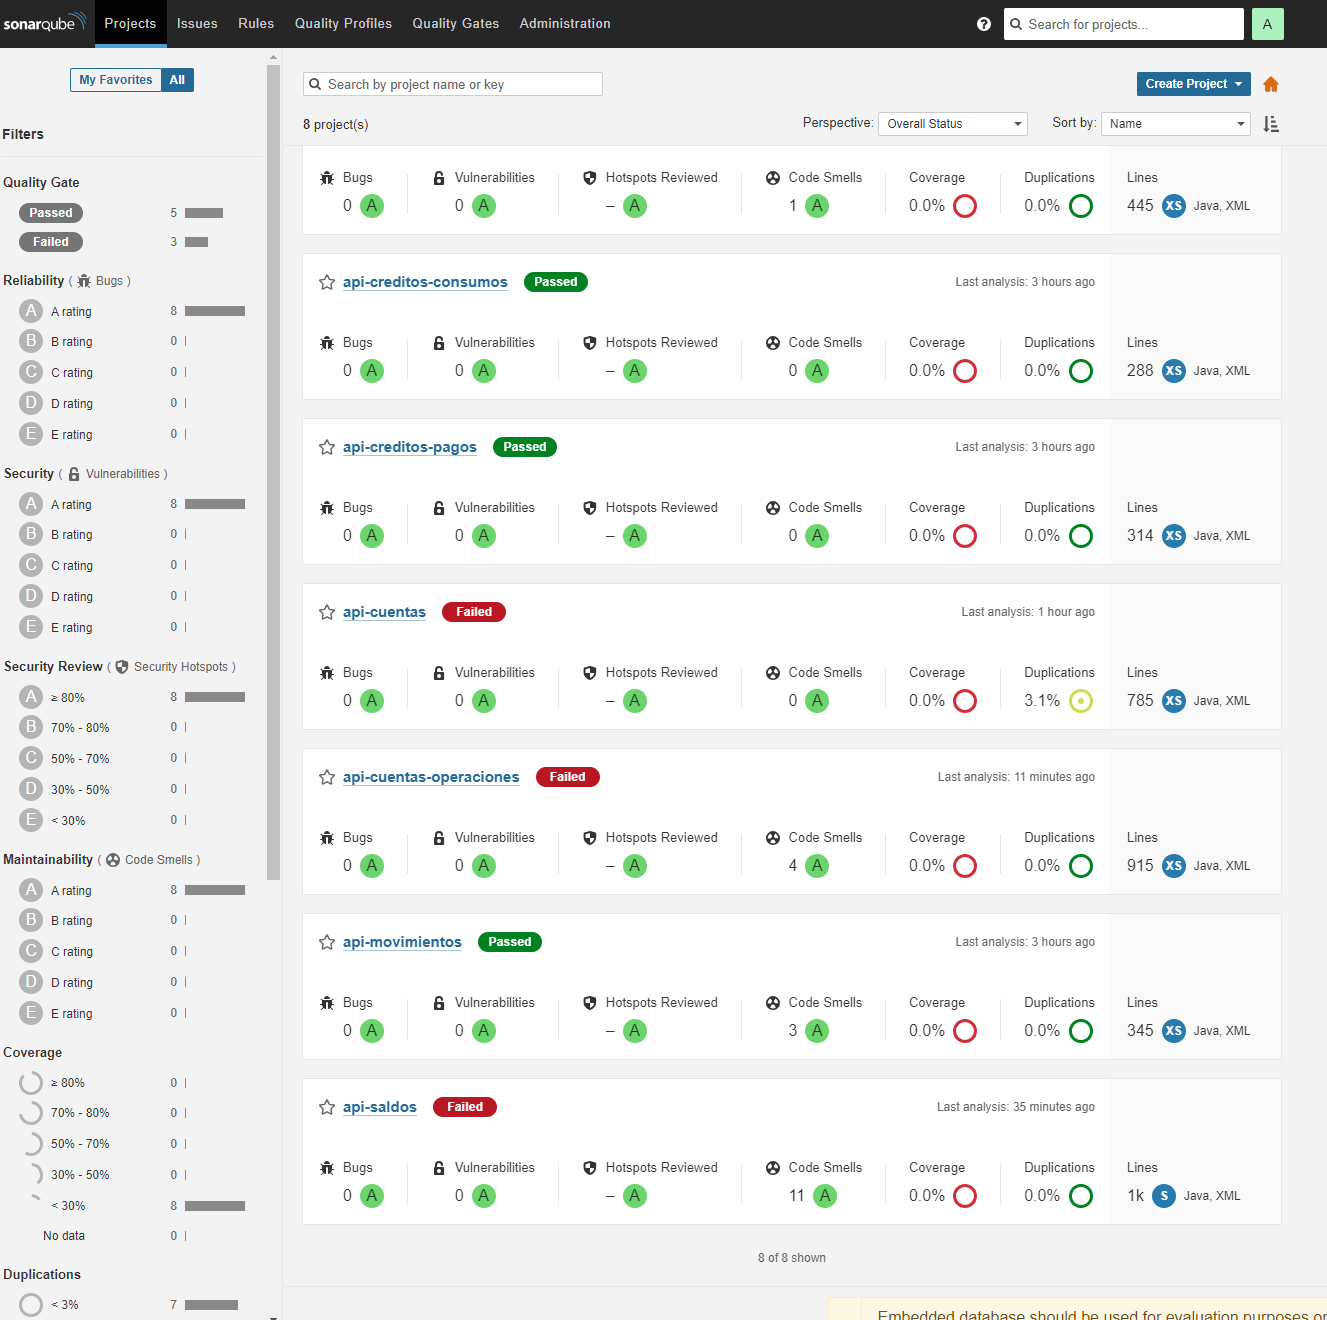 sonarqube Projects Issues Rules Quality Profiles Quality Gates Administration ? Search for projects... A
My Favorites All
Filters
Quality Gate
Passed 5
Failed 3
Reliability ( Bugs )
A A rating 8
B B rating 0
C C rating 0
D D rating 0
E E rating 0
Security ( Vulnerabilities )
A A rating 8
B B rating 0
C C rating 0
D D rating 0
E E rating 0
Security Review ( Security Hotspots )
A ≥ 80% 8
B 70% - 80% 0
C 50% - 70% 0
D 30% - 50% 0
E < 30% 0
Maintainability ( Code Smells )
A A rating 8
B B rating 0
C C rating 0
D D rating 0
E E rating 0
Coverage
≥ 80% 0
70% - 80% 0
50% - 70% 0
30% - 50% 0
< 30% 8
No data 0
Duplications
< 3% 7
Search by project name or key Create Project
8 project(s) Perspective: Overall Status Sort by: Name
Bugs Vulnerabilities Hotspots Reviewed Code Smells Coverage Duplications Lines
0 A 0 A – A 1 A 0.0% 0.0% 445 XS Java, XML
api-creditos-consumos Passed Last analysis: 3 hours ago
Bugs Vulnerabilities Hotspots Reviewed Code Smells Coverage Duplications Lines
0 A 0 A – A 0 A 0.0% 0.0% 288 XS Java, XML
api-creditos-pagos Passed Last analysis: 3 hours ago
Bugs Vulnerabilities Hotspots Reviewed Code Smells Coverage Duplications Lines
0 A 0 A – A 0 A 0.0% 0.0% 314 XS Java, XML
api-cuentas Failed Last analysis: 1 hour ago
Bugs Vulnerabilities Hotspots Reviewed Code Smells Coverage Duplications Lines
0 A 0 A – A 0 A 0.0% 3.1% 785 XS Java, XML
api-cuentas-operaciones Failed Last analysis: 11 minutes ago
Bugs Vulnerabilities Hotspots Reviewed Code Smells Coverage Duplications Lines
0 A 0 A – A 4 A 0.0% 0.0% 915 XS Java, XML
api-movimientos Passed Last analysis: 3 hours ago
Bugs Vulnerabilities Hotspots Reviewed Code Smells Coverage Duplications Lines
0 A 0 A – A 3 A 0.0% 0.0% 345 XS Java, XML
api-saldos Failed Last analysis: 35 minutes ago
Bugs Vulnerabilities Hotspots Reviewed Code Smells Coverage Duplications Lines
0 A 0 A – A 11 A 0.0% 0.0% 1k S Java, XML
8 of 8 shown
Embedded database should be used for evaluation purposes